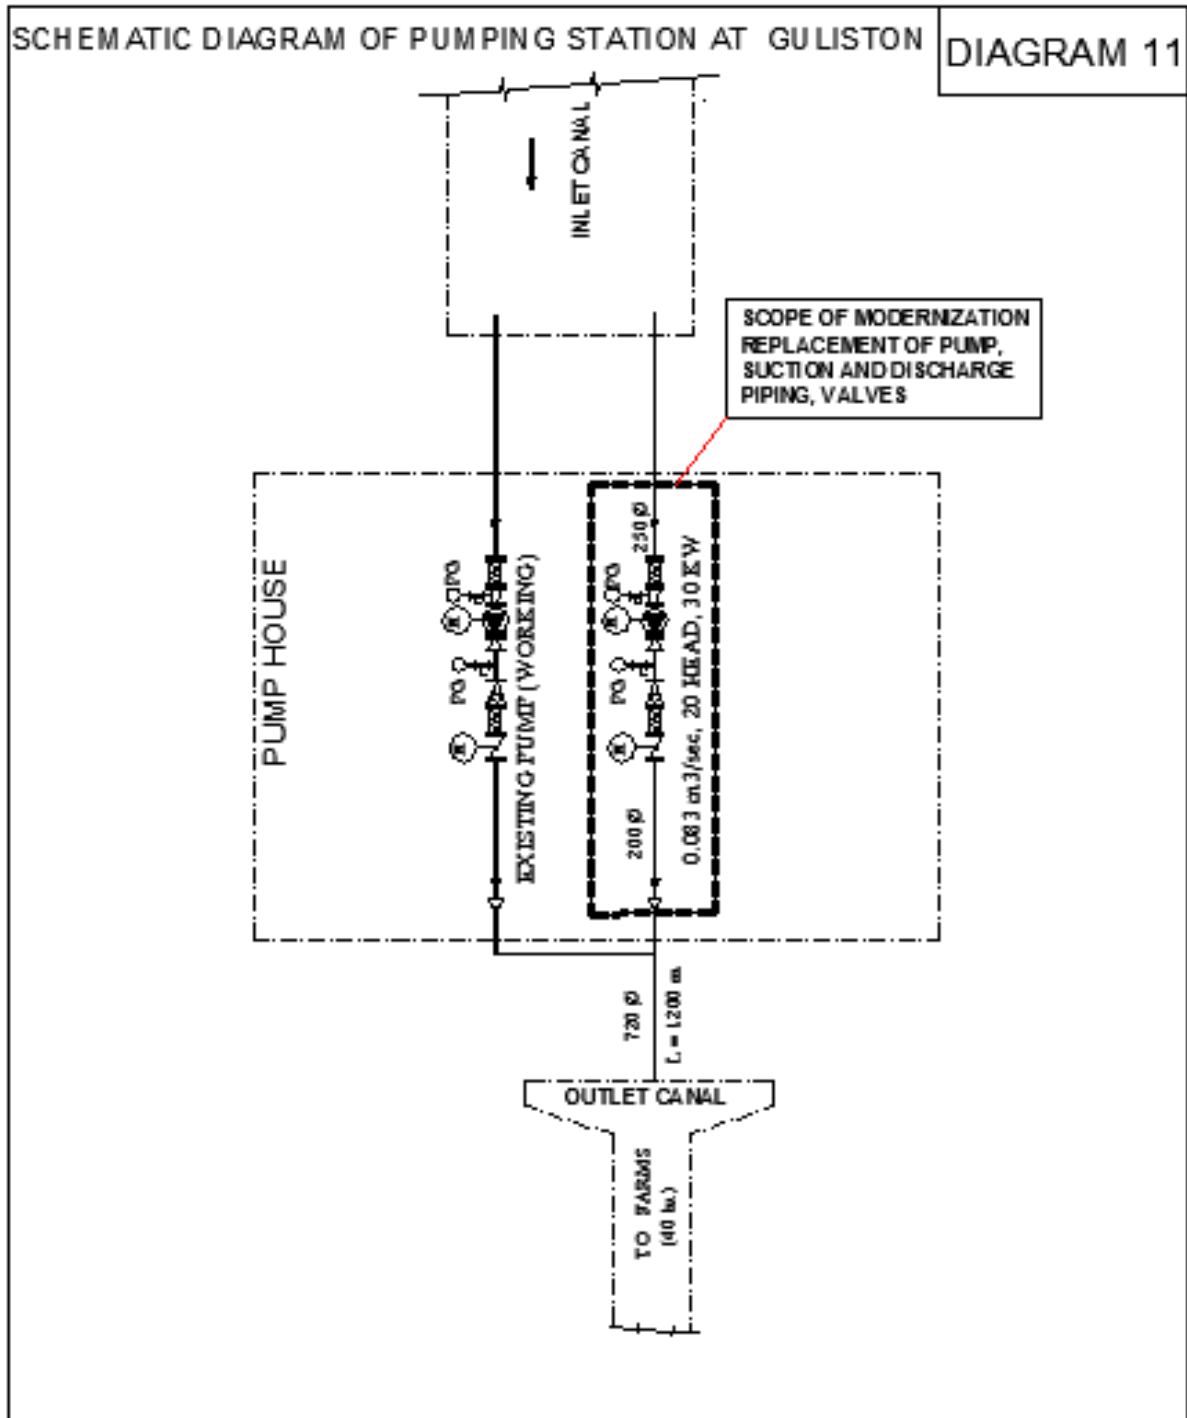 SCHEMATIC DIAGRAM OF PUMPING STATION AT GULISTON
DIAGRAM 11
INLET CANAL
SCOPE OF MODERNIZATION
REPLACEMENT OF PUMP,
SUCTION AND DISCHARGE
PIPING, VALVES
PUMP HOUSE
PG
M
PG
M
EXISTING PUMP (WORKING)
250 Ø
PG
M
PG
M
200 Ø
0.083 m3/sec, 20 HEAD, 30 KW
720 Ø
L = 1200 m
OUTLET CANAL
TO FARMS
(40 ha.)